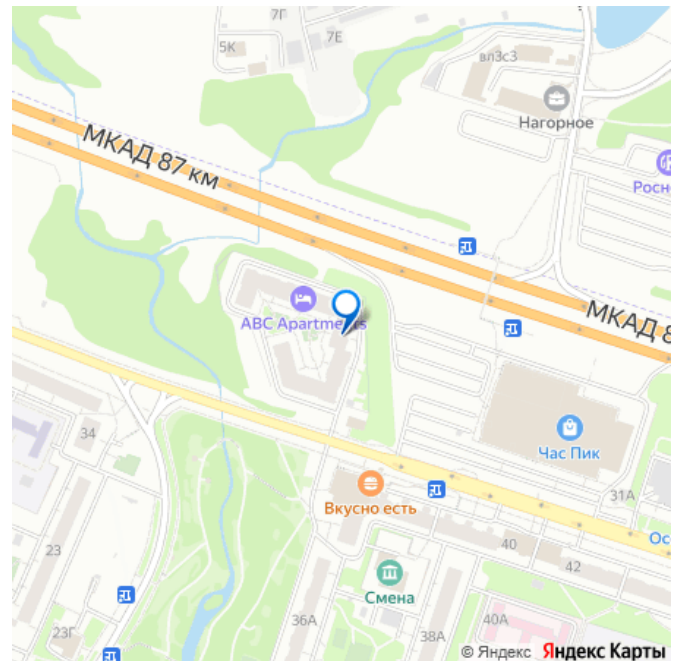 7Г
7Е
5К
вл3с3
Нагорное
МКАД 87 км
Росн
ABC Apartments
МКАД 8
34
Час Пик
31А
Вкусно есть
Ос
23
40
42
Смена
23Г
36А
38А
40А
© Яндекс Яндекс Карты